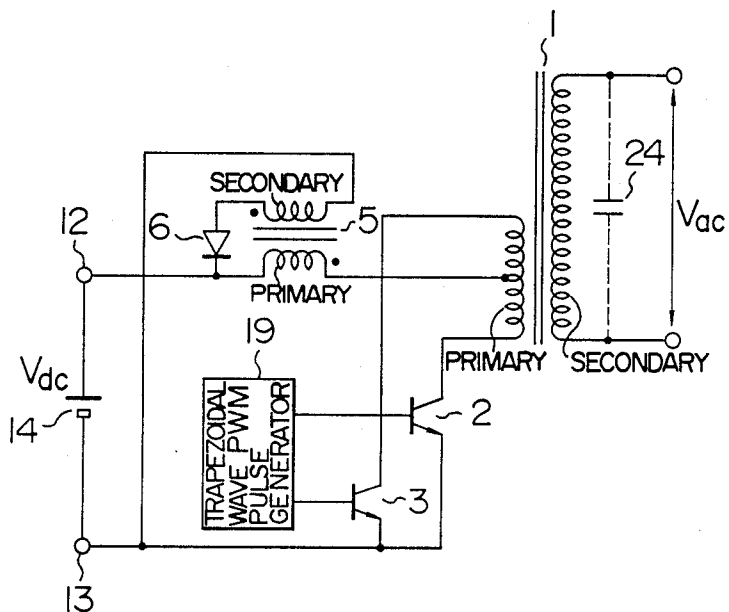 1
SECONDARY
24
12
6
5
Vac
PRIMARY
19
PRIMARY
SECONDARY
Vdc
14
TRAPEZOIDAL
WAVE PWM
PULSE
GENERATOR
2
3
13